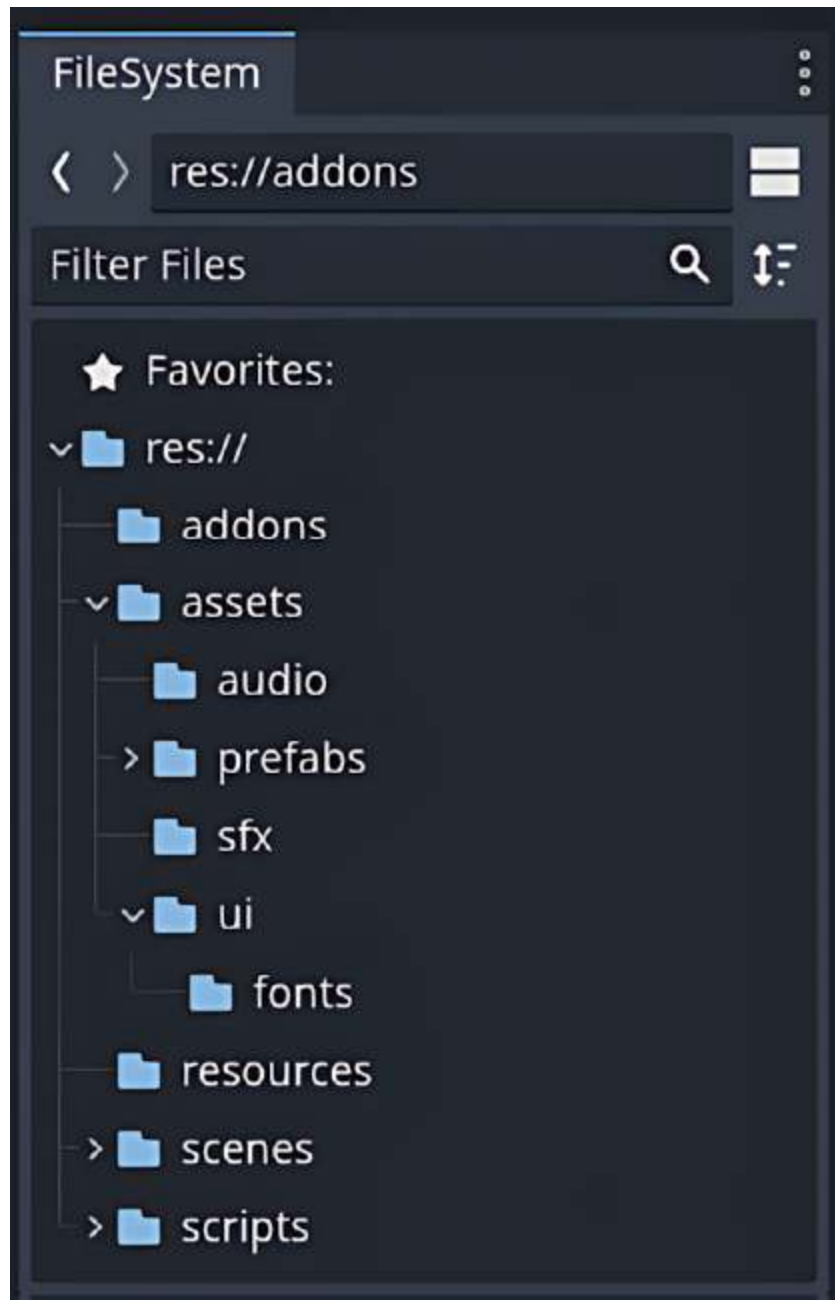 FileSystem
res://addons
Filter Files
Favorites:
res://
addons
assets
audio
prefabs
sfx
ui
fonts
resources
scenes
scripts